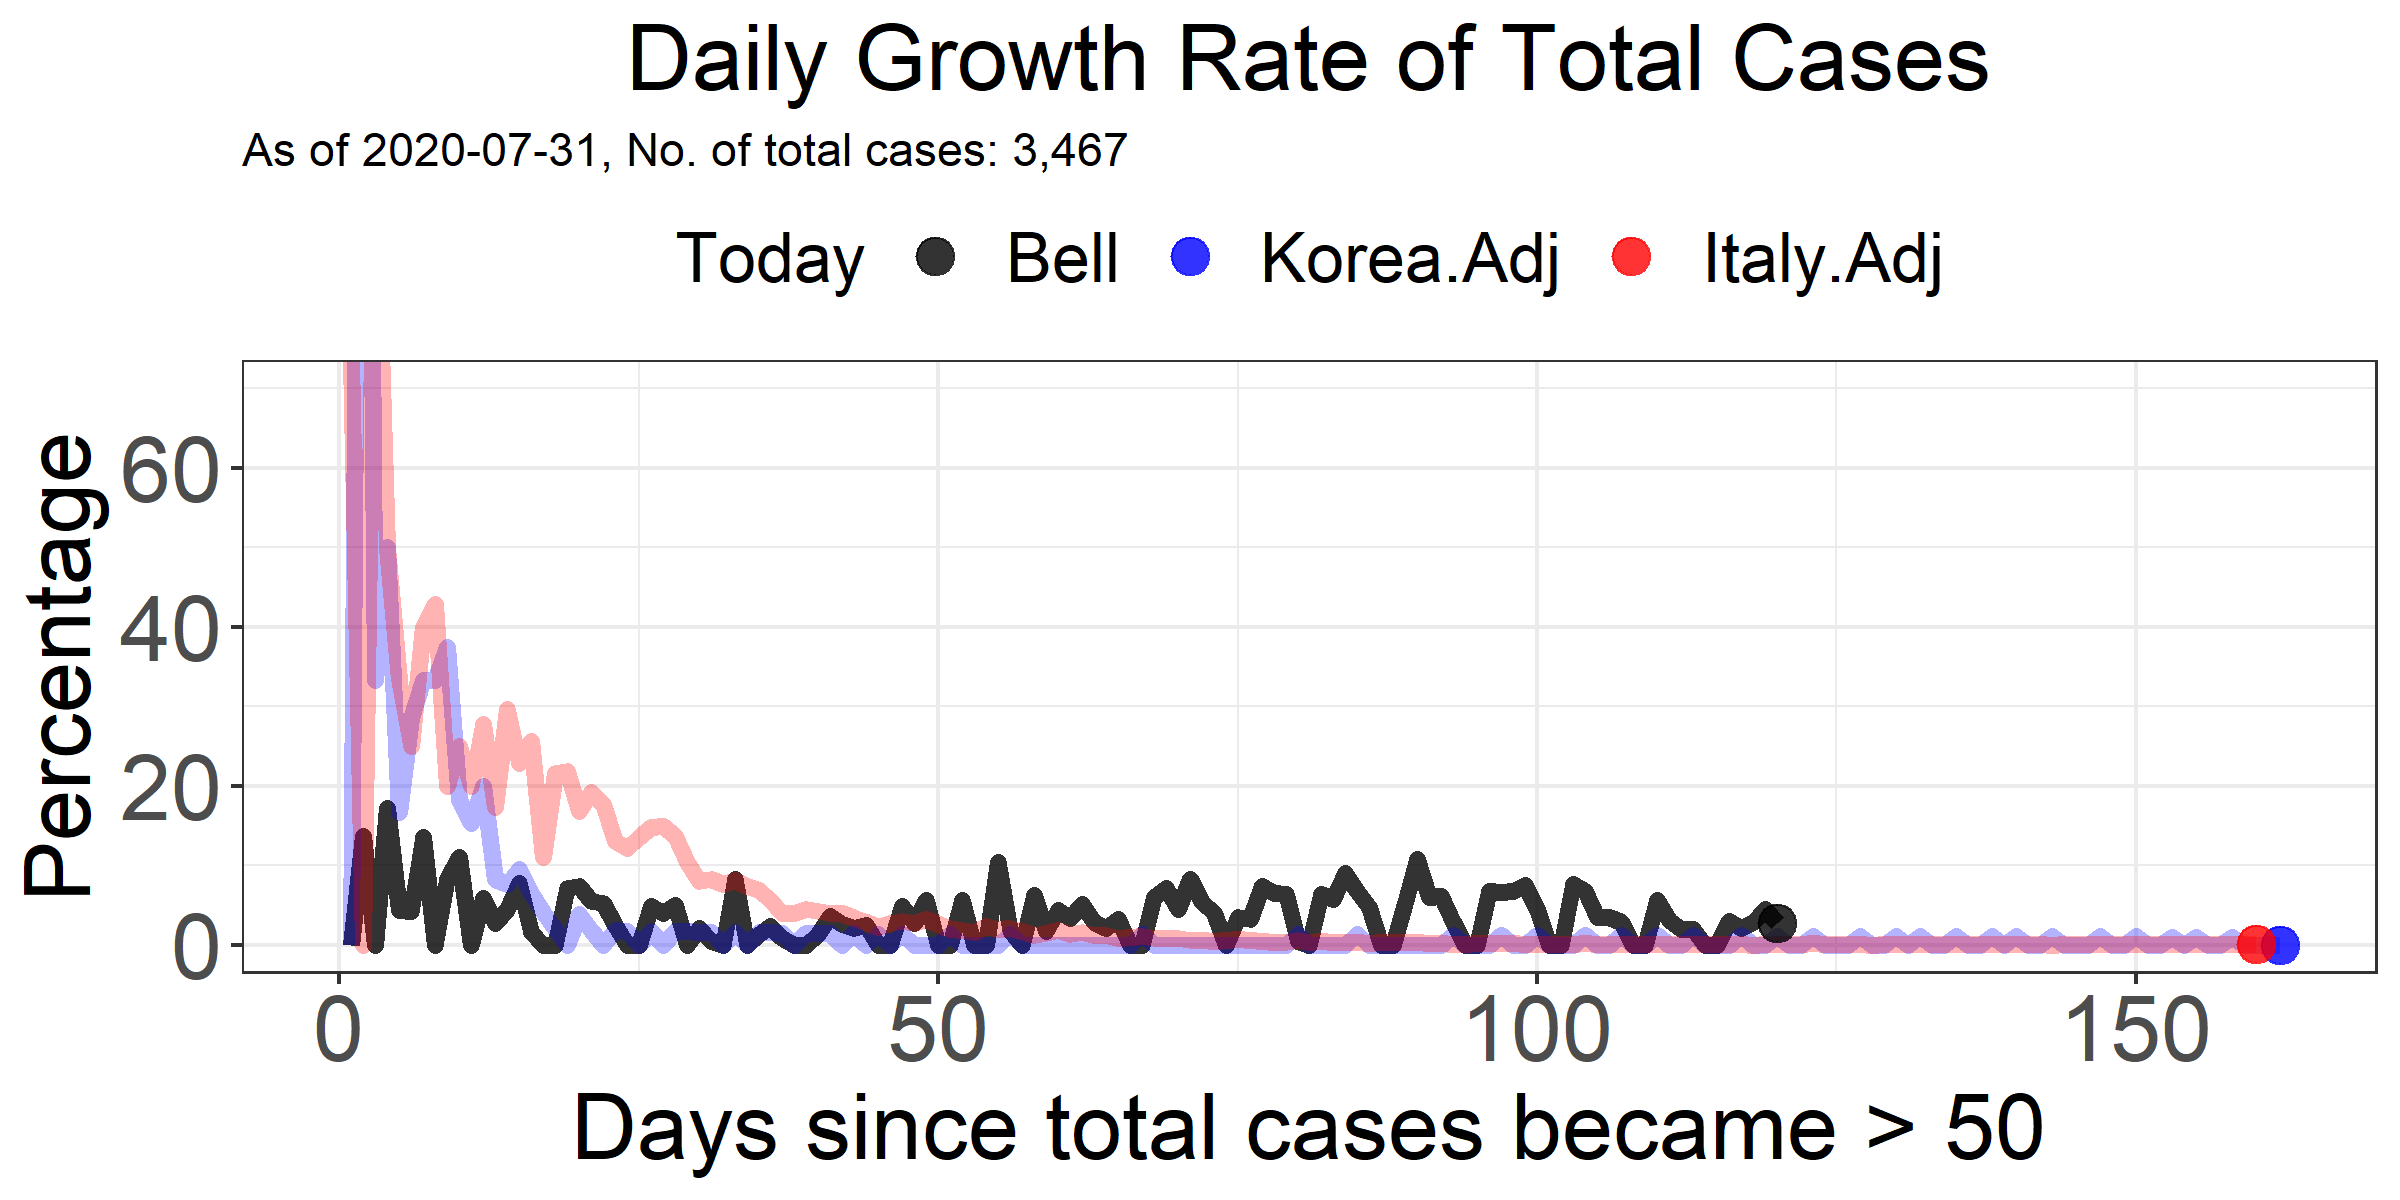 Daily Growth Rate of Total Cases
As of 2020-07-31, No. of total cases: 3,467
Today Bell Korea.Adj Italy.Adj
Percentage
60
40
20
0
0 50 100 150
Days since total cases became > 50